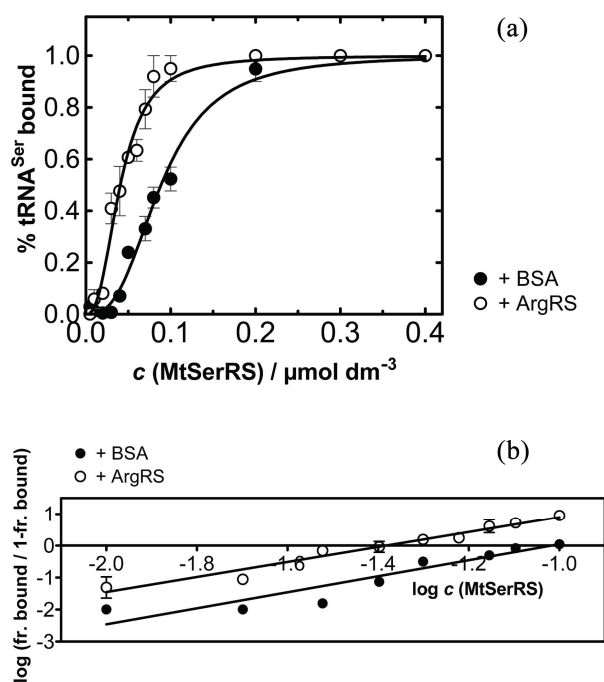 (a)
% tRNA^Ser bound
1.0
0.8
0.6
0.4
0.2
0.0
0.0 0.1 0.2 0.3 0.4
c (MtSerRS) / µmol dm⁻³
+ BSA
+ ArgRS
(b)
+ BSA
+ ArgRS
log (fr. bound / 1-fr. bound)
1
0
-1
-2
-3
-2.0 -1.8 -1.6 -1.4 -1.2 -1.0
log c (MtSerRS)